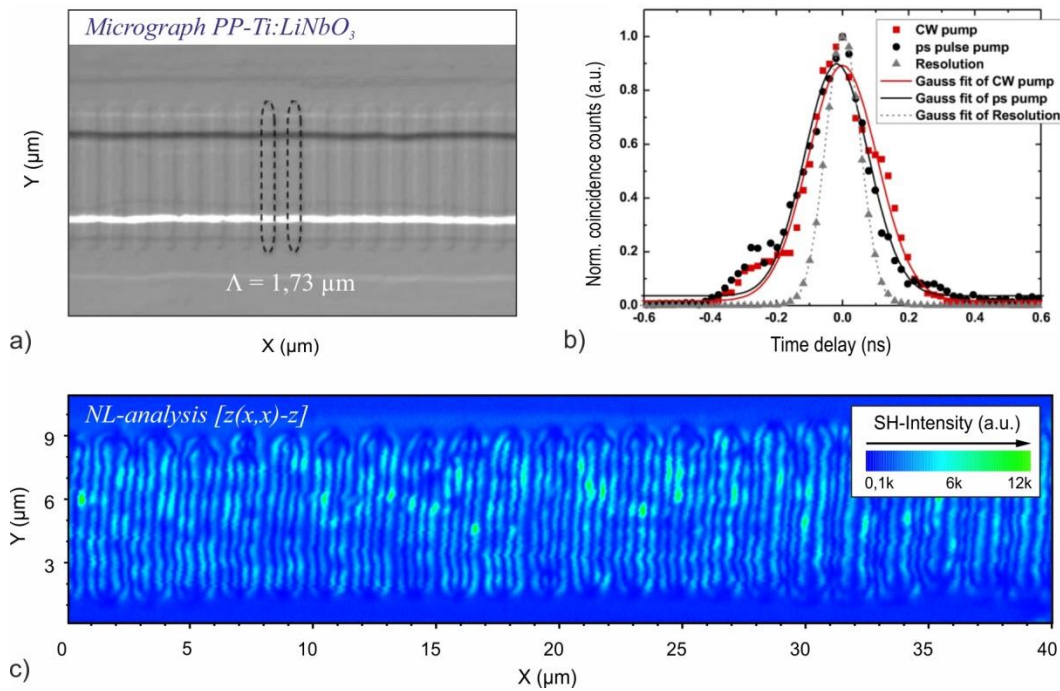 Micrograph PP-Ti:LiNbO₃
Y (µm)
Λ = 1,73 µm
a)
X (µm)
CW pump
ps pulse pump
Resolution
Gauss fit of CW pump
Gauss fit of ps pump
Gauss fit of Resolution
Norm. coincidence counts (a.u.)
1.0
0.8
0.6
0.4
0.2
0.0
-0.6 -0.4 -0.2 0.0 0.2 0.4 0.6
b)
Time delay (ns)
NL-analysis [z(x,x)-z]
SH-Intensity (a.u.)
0,1k 6k 12k
Y (µm)
9
6
3
0 5 10 15 20 25 30 35 40
c)
X (µm)